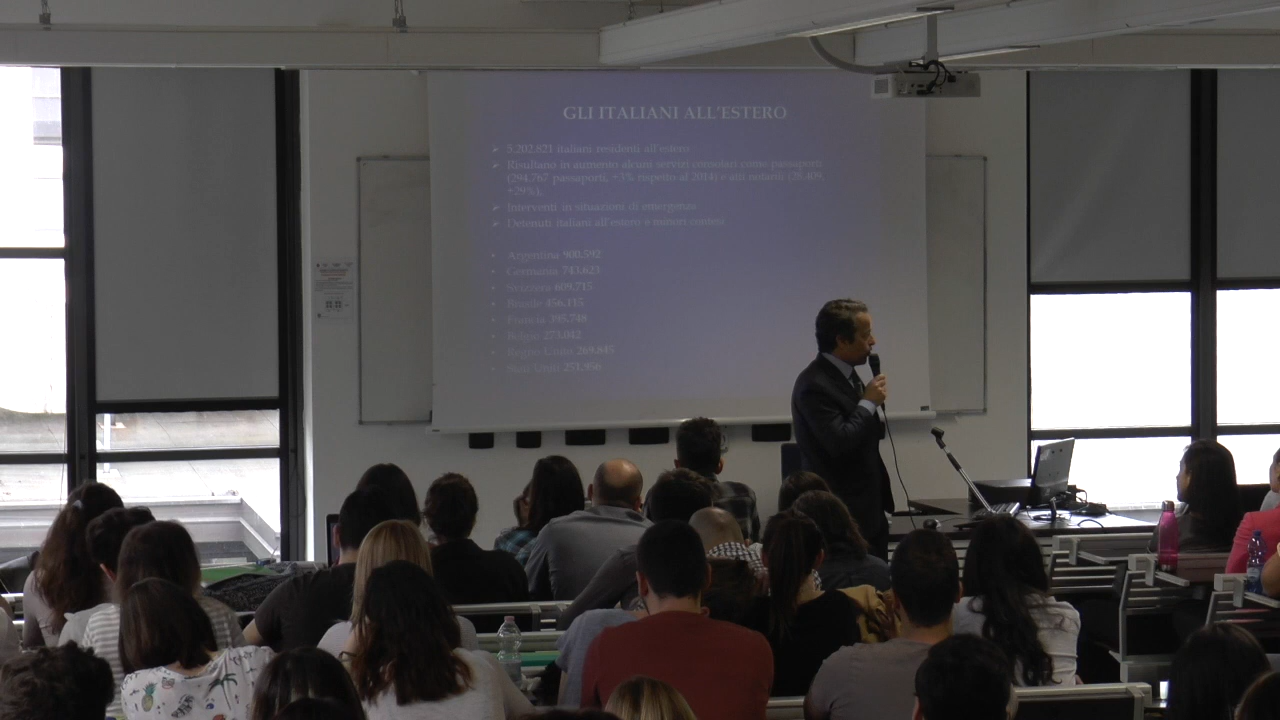 GLI ITALIANI ALL'ESTERO
➢ 5.202.821 italiani residenti all'estero
➢ Risultano in aumento alcuni servizi consolari come passaporti
(294.767 passaporti, +3% rispetto al 2014) e atti notarili (28.409,
+29%),
➢ Interventi in situazioni di emergenza
➢ Detenuti italiani all'estero e minori contesi
• Argentina 900.592
• Germania 743.623
• Svizzera 609.715
• Brasile 456.115
• Francia 395.748
• Belgio 273.042
• Regno Unito 269.845
• Stati Uniti 251.956